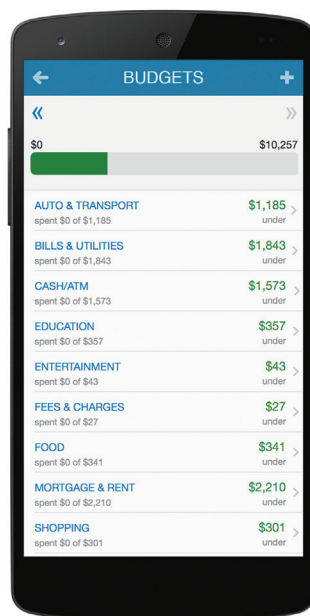 BUDGETS
$0 $10,257
AUTO & TRANSPORT $1,185
spent $0 of $1,185 under
BILLS & UTILITIES $1,843
spent $0 of $1,843 under
CASH/ATM $1,573
spent $0 of $1,573 under
EDUCATION $357
spent $0 of $357 under
ENTERTAINMENT $43
spent $0 of $43 under
FEES & CHARGES $27
spent $0 of $27 under
FOOD $341
spent $0 of $341 under
MORTGAGE & RENT $2,210
spent $0 of $2,210 under
SHOPPING $301
spent $0 of $301 under